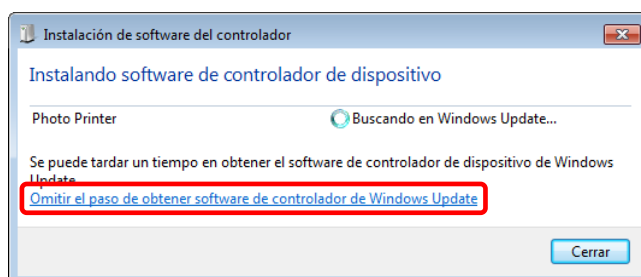 Instalación de software del controlador
Instalando software de controlador de dispositivo
Photo Printer Buscando en Windows Update...
Se puede tardar un tiempo en obtener el software de controlador de dispositivo de Windows
Update.
Omitir el paso de obtener software de controlador de Windows Update
Cerrar